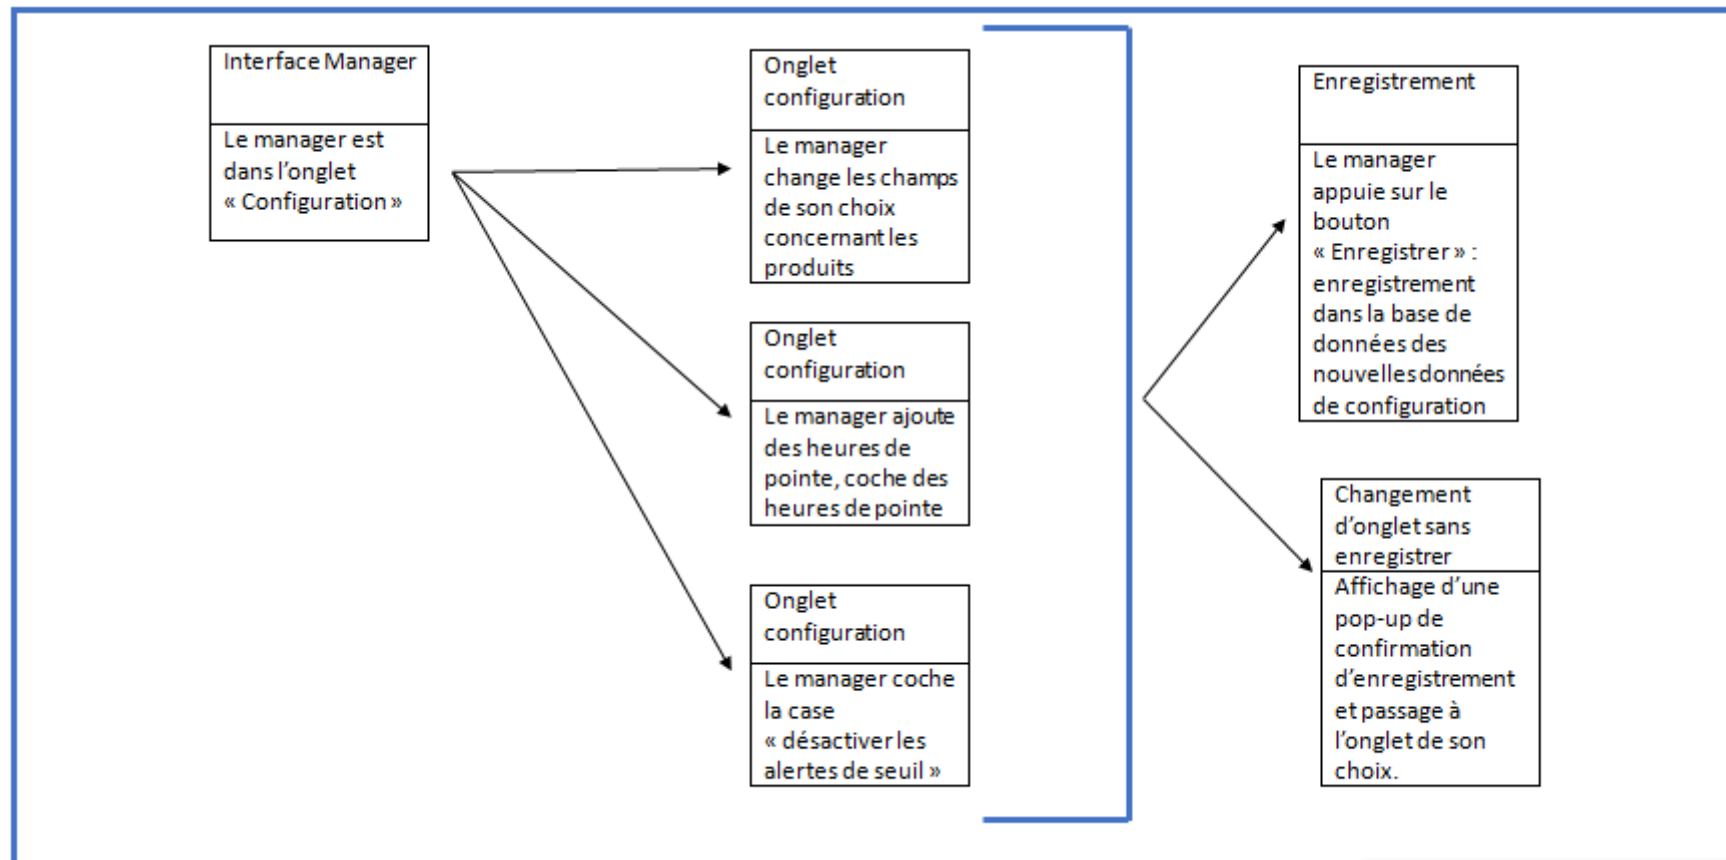 Interface Manager
Le manager est
dans l’onglet
« Configuration »
Onglet
configuration
Le manager
change les champs
de son choix
concernant les
produits
Onglet
configuration
Le manager ajoute
des heures de
pointe, coche des
heures de pointe
Onglet
configuration
Le manager coche
la case
« désactiver les
alertes de seuil »
Enregistrement
Le manager
appuie sur le
bouton
« Enregistrer » :
enregistrement
dans la base de
données des
nouvelles données
de configuration
Changement
d’onglet sans
enregistrer
Affichage d’une
pop-up de
confirmation
d’enregistrement
et passage à
l’onglet de son
choix.